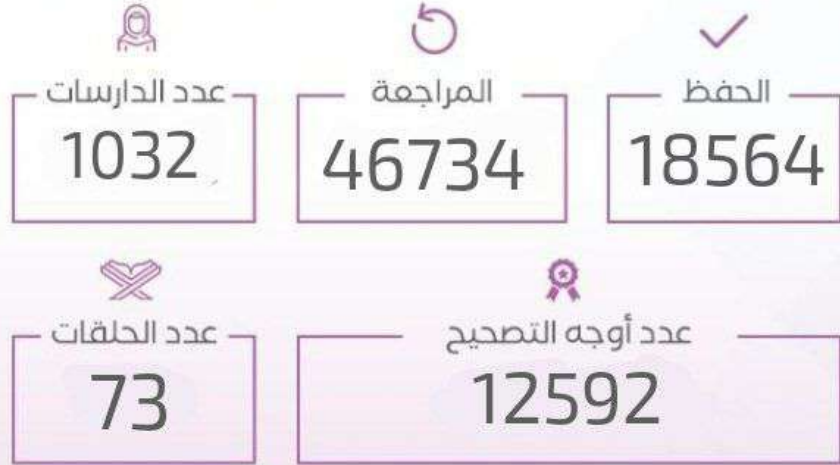 الحفظ
18564
المراجعة
46734
عدد الدارسات
1032
عدد أوجه التصحيح
12592
عدد الحلقات
73